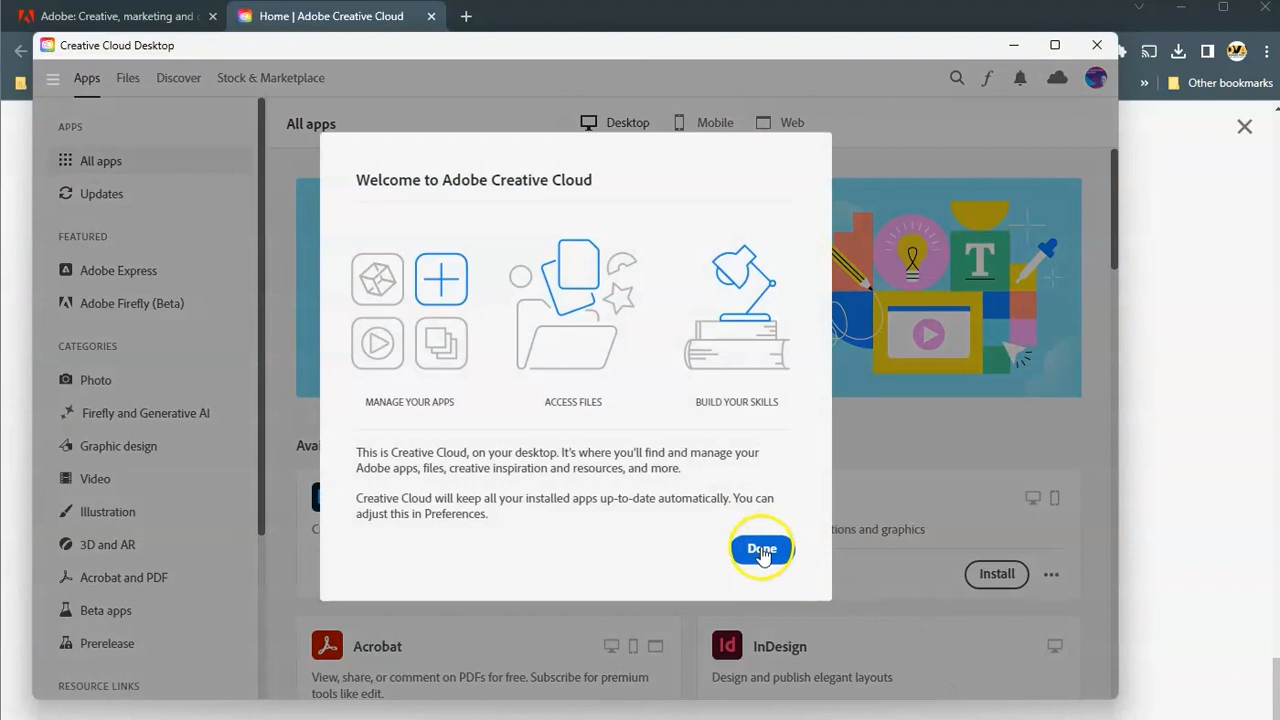 Adobe: Creative, marketing and
Home | Adobe Creative Cloud
Other bookmarks
Creative Cloud Desktop
Apps Files Discover Stock & Marketplace
APPS
All apps
Updates
FEATURED
Adobe Express
Adobe Firefly (Beta)
CATEGORIES
Photo
Firefly and Generative AI
Graphic design
Video
Illustration
3D and AR
Acrobat and PDF
Beta apps
Prerelease
RESOURCE LINKS
All apps
Desktop Mobile Web
Welcome to Adobe Creative Cloud
MANAGE YOUR APPS
ACCESS FILES
BUILD YOUR SKILLS
This is Creative Cloud, on your desktop. It's where you'll find and manage your
Adobe apps, files, creative inspiration and resources, and more.
Creative Cloud will keep all your installed apps up-to-date automatically. You can
adjust this in Preferences.
Done
T
and graphics
Install
Acrobat
View, share, or comment on PDFs for free. Subscribe for premium
tools like edit.
Id
InDesign
Design and publish elegant layouts